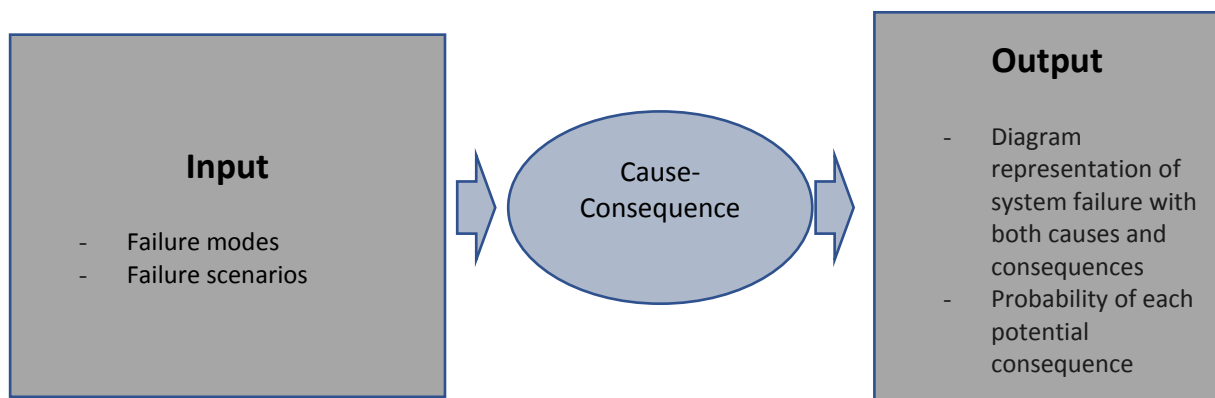 Input
- Failure modes
- Failure scenarios
Cause-
Consequence
Output
- Diagram
representation of
system failure with
both causes and
consequences
- Probability of each
potential
consequence